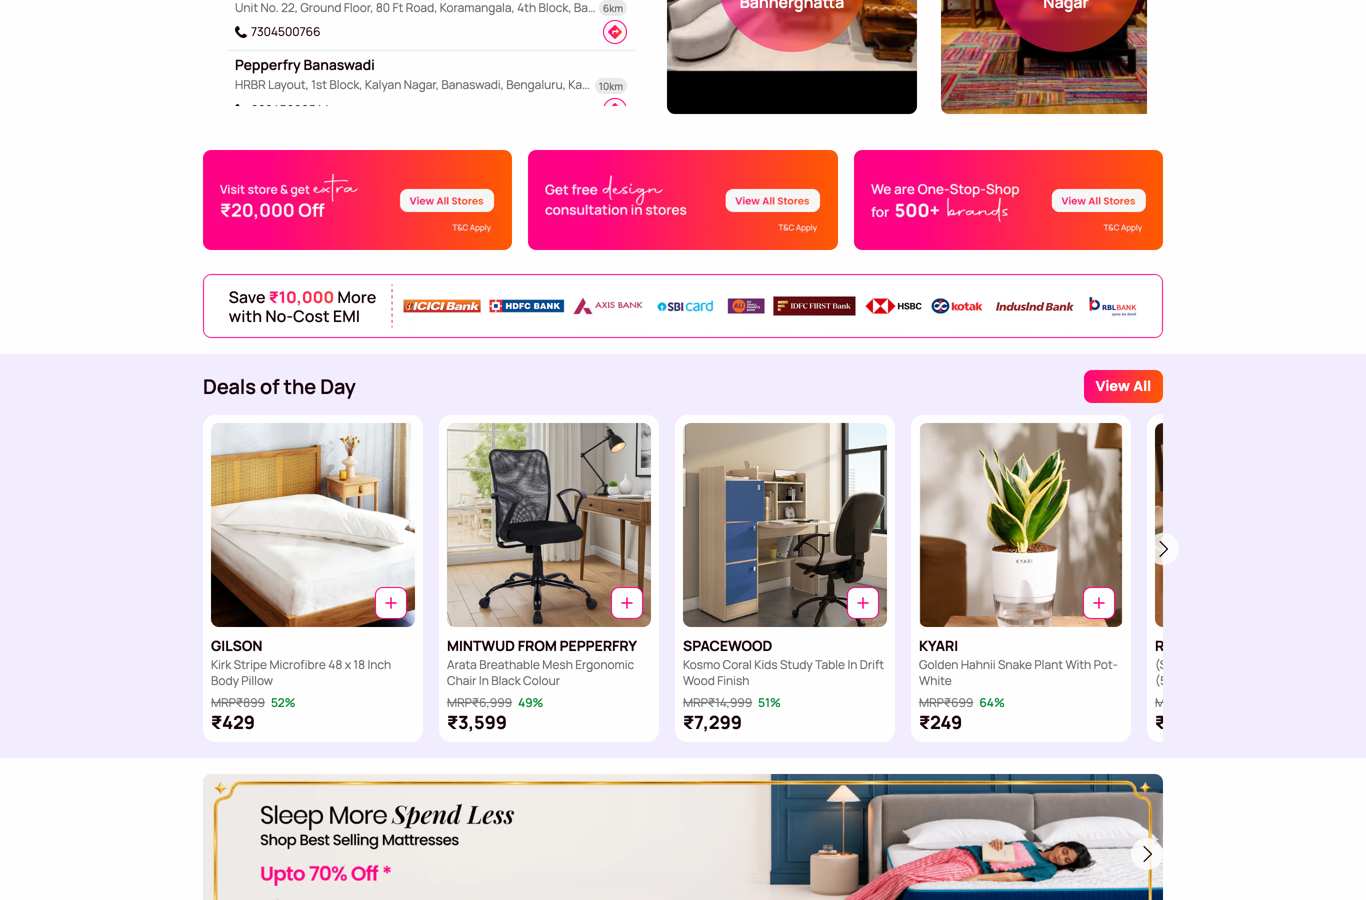 Unit No. 22, Ground Floor, 80 Ft Road, Koramangala, 4th Block, Ba... 6km
7304500766
Pepperfry Banaswadi
HRBR Layout, 1st Block, Kalyan Nagar, Banaswadi, Bengaluru, Ka... 10km
Bannerghatta
Nagar
Visit store & get extra
₹20,000 Off
View All Stores
T&C Apply
Get free design
consultation in stores
View All Stores
T&C Apply
We are One-Stop-Shop
for 500+ brands
View All Stores
T&C Apply
Save ₹10,000 More
with No-Cost EMI
ICICI Bank
HDFC BANK
AXIS BANK
SBI card
AU
IDFC FIRST Bank
HSBC
kotak
IndusInd Bank
RBLBANK
Deals of the Day
View All
KYARI
GILSON
Kirk Stripe Microfibre 48 x 18 Inch
Body Pillow
MRP₹899 52%
₹429
MINTWUD FROM PEPPERFRY
Arata Breathable Mesh Ergonomic
Chair In Black Colour
MRP₹6,999 49%
₹3,599
SPACEWOOD
Kosmo Coral Kids Study Table In Drift
Wood Finish
MRP₹14,999 51%
₹7,299
KYARI
Golden Hahnii Snake Plant With Pot-
White
MRP₹699 64%
₹249
Sleep More Spend Less
Shop Best Selling Mattresses
Upto 70% Off *